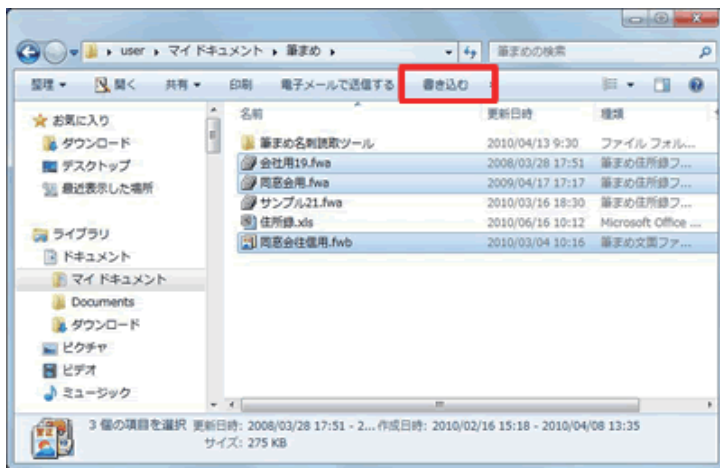 user マイ ドキュメント 筆まめ 筆まめの検索
整理 開く 共有 印刷 電子メールで送信する 書き込む
お気に入り
ダウンロード
デスクトップ
最近表示した場所
ライブラリ
ドキュメント
マイ ドキュメント
Documents
ダウンロード
ピクチャ
ビデオ
ミュージック
名前 更新日時 種類
筆まめ名刺読取ツール 2010/04/13 9:30 ファイル フォル...
会社用19.fwa 2008/03/28 17:51 筆まめ住所録フ...
同窓会用.fwa 2009/04/17 17:17 筆まめ住所録フ...
サンプル21.fwa 2010/03/16 18:30 筆まめ住所録フ...
住所録.xls 2010/06/16 10:12 Microsoft Office ...
同窓会往信用.fwb 2010/03/04 10:16 筆まめ文面ファ...
3 個の項目を選択 更新日時: 2008/03/28 17:51 - 2... 作成日時: 2010/02/16 15:18 - 2010/04/08 13:35
サイズ: 275 KB